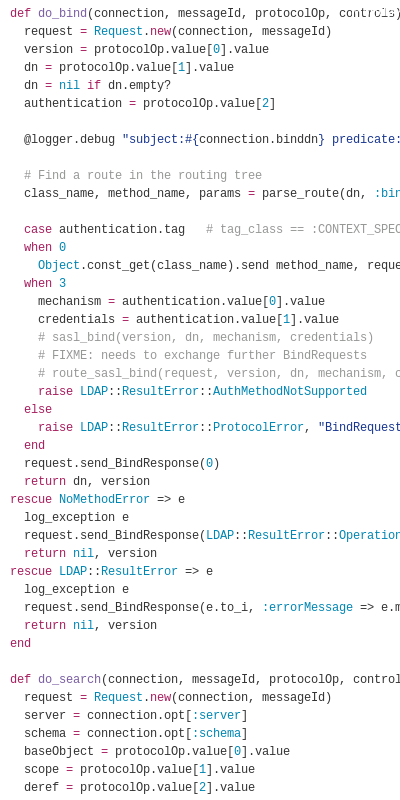 def do_bind(connection, messageId, protocolOp, controls)
  request = Request.new(connection, messageId)
  version = protocolOp.value[0].value
  dn = protocolOp.value[1].value
  dn = nil if dn.empty?
  authentication = protocolOp.value[2]

  @logger.debug "subject:#{connection.binddn} predicate:

  # Find a route in the routing tree
  class_name, method_name, params = parse_route(dn, :bin

  case authentication.tag   # tag_class == :CONTEXT_SPEC
  when 0
    Object.const_get(class_name).send method_name, reque
  when 3
    mechanism = authentication.value[0].value
    credentials = authentication.value[1].value
    # sasl_bind(version, dn, mechanism, credentials)
    # FIXME: needs to exchange further BindRequests
    # route_sasl_bind(request, version, dn, mechanism, c
    raise LDAP::ResultError::AuthMethodNotSupported
  else
    raise LDAP::ResultError::ProtocolError, "BindRequest
  end
  request.send_BindResponse(0)
  return dn, version
rescue NoMethodError => e
  log_exception e
  request.send_BindResponse(LDAP::ResultError::Operation
  return nil, version
rescue LDAP::ResultError => e
  log_exception e
  request.send_BindResponse(e.to_i, :errorMessage => e.m
  return nil, version
end

def do_search(connection, messageId, protocolOp, control
  request = Request.new(connection, messageId)
  server = connection.opt[:server]
  schema = connection.opt[:schema]
  baseObject = protocolOp.value[0].value
  scope = protocolOp.value[1].value
  deref = protocolOp.value[2].value